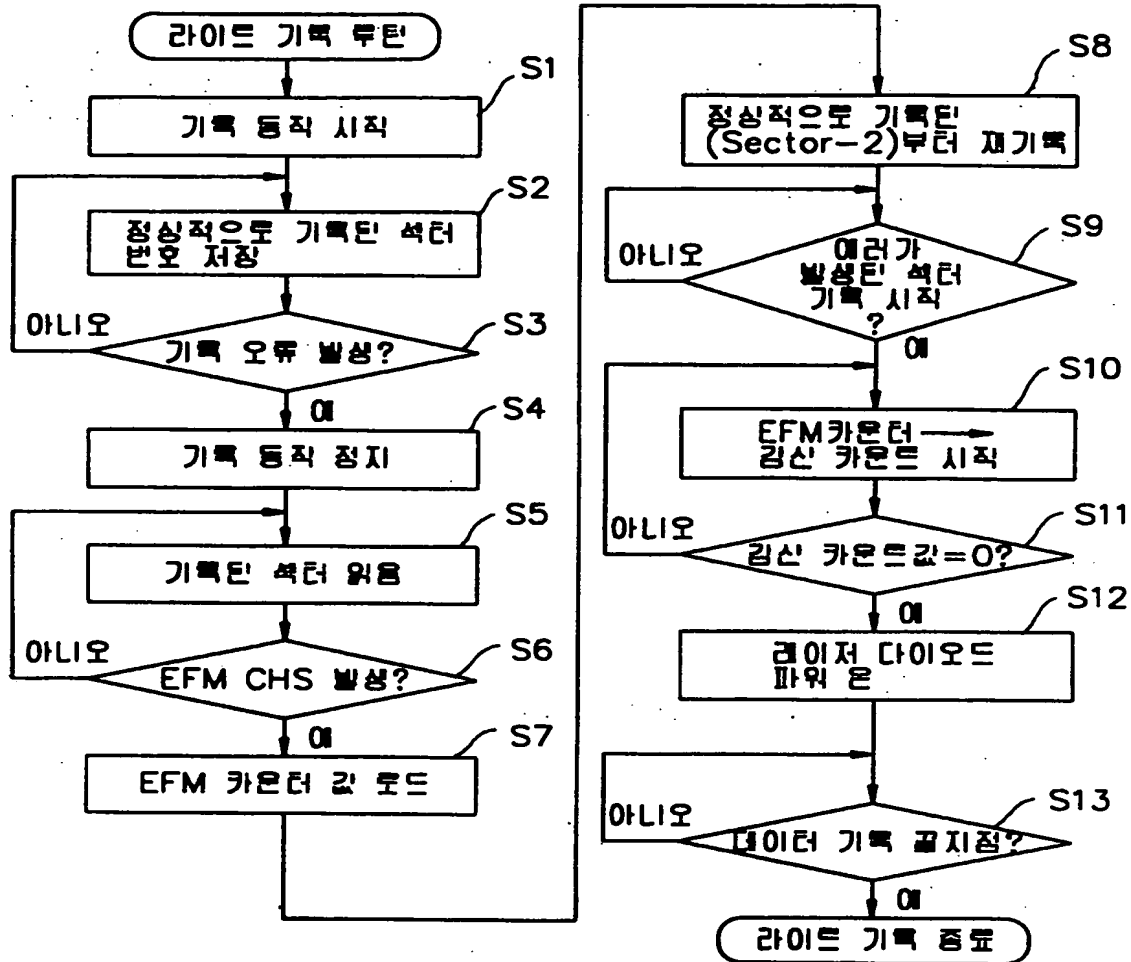 라이트 기록 루틴
S1
기록 동작 시작
S2
정상적으로 기록된 섹터
번호 저장
S3
기록 오류 발생?
아니오
예
S4
기록 동작 정지
S5
기록된 섹터 읽음
S6
EFM CHS 발생?
아니오
예
S7
EFM 카운터 값 로드
S8
정상적으로 기록된
(Sector-2)부터 재기록
S9
에러가
발생된 섹터
기록 시작
?
아니오
예
S10
EFM카운터
감산 카운트 시작
S11
감산 카운트값=0?
아니오
예
S12
레이저 다이오드
파워 온
S13
데이터 기록 끝지점?
아니오
예
라이트 기록 종료